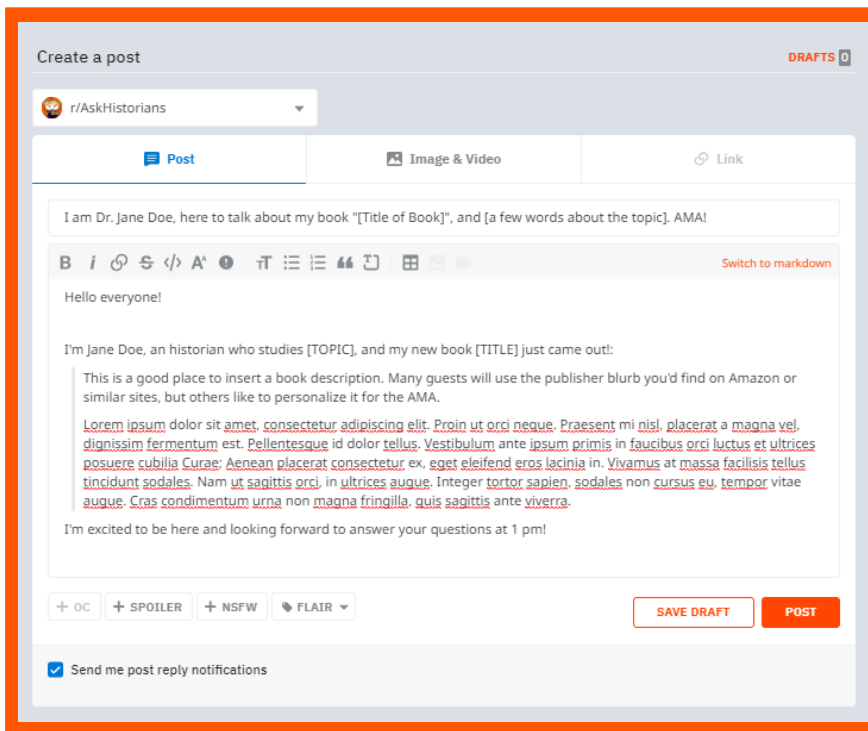 Create a post
DRAFTS 0
r/AskHistorians
Post
Image & Video
Link
I am Dr. Jane Doe, here to talk about my book "[Title of Book]", and [a few words about the topic]. AMA!
Switch to markdown
Hello everyone!
I'm Jane Doe, an historian who studies [TOPIC], and my new book [TITLE] just came out!:
This is a good place to insert a book description. Many guests will use the publisher blurb you'd find on Amazon or
similar sites, but others like to personalize it for the AMA.
Lorem ipsum dolor sit amet, consectetur adipiscing elit. Proin ut orci neque. Praesent mi nisl, placerat a magna vel,
dignissim fermentum est. Pellentesque id dolor tellus. Vestibulum ante ipsum primis in faucibus orci luctus et ultrices
posuere cubilia Curae; Aenean placerat consectetur ex, eget eleifend eros lacinia in. Vivamus at massa facilisis tellus
tincidunt sodales. Nam ut sagittis orci, in ultrices augue. Integer tortor sapien, sodales non cursus eu, tempor vitae
augue. Cras condimentum urna non magna fringilla, quis sagittis ante viverra.
I'm excited to be here and looking forward to answer your questions at 1 pm!
+ OC
+ SPOILER
+ NSFW
FLAIR
SAVE DRAFT
POST
Send me post reply notifications